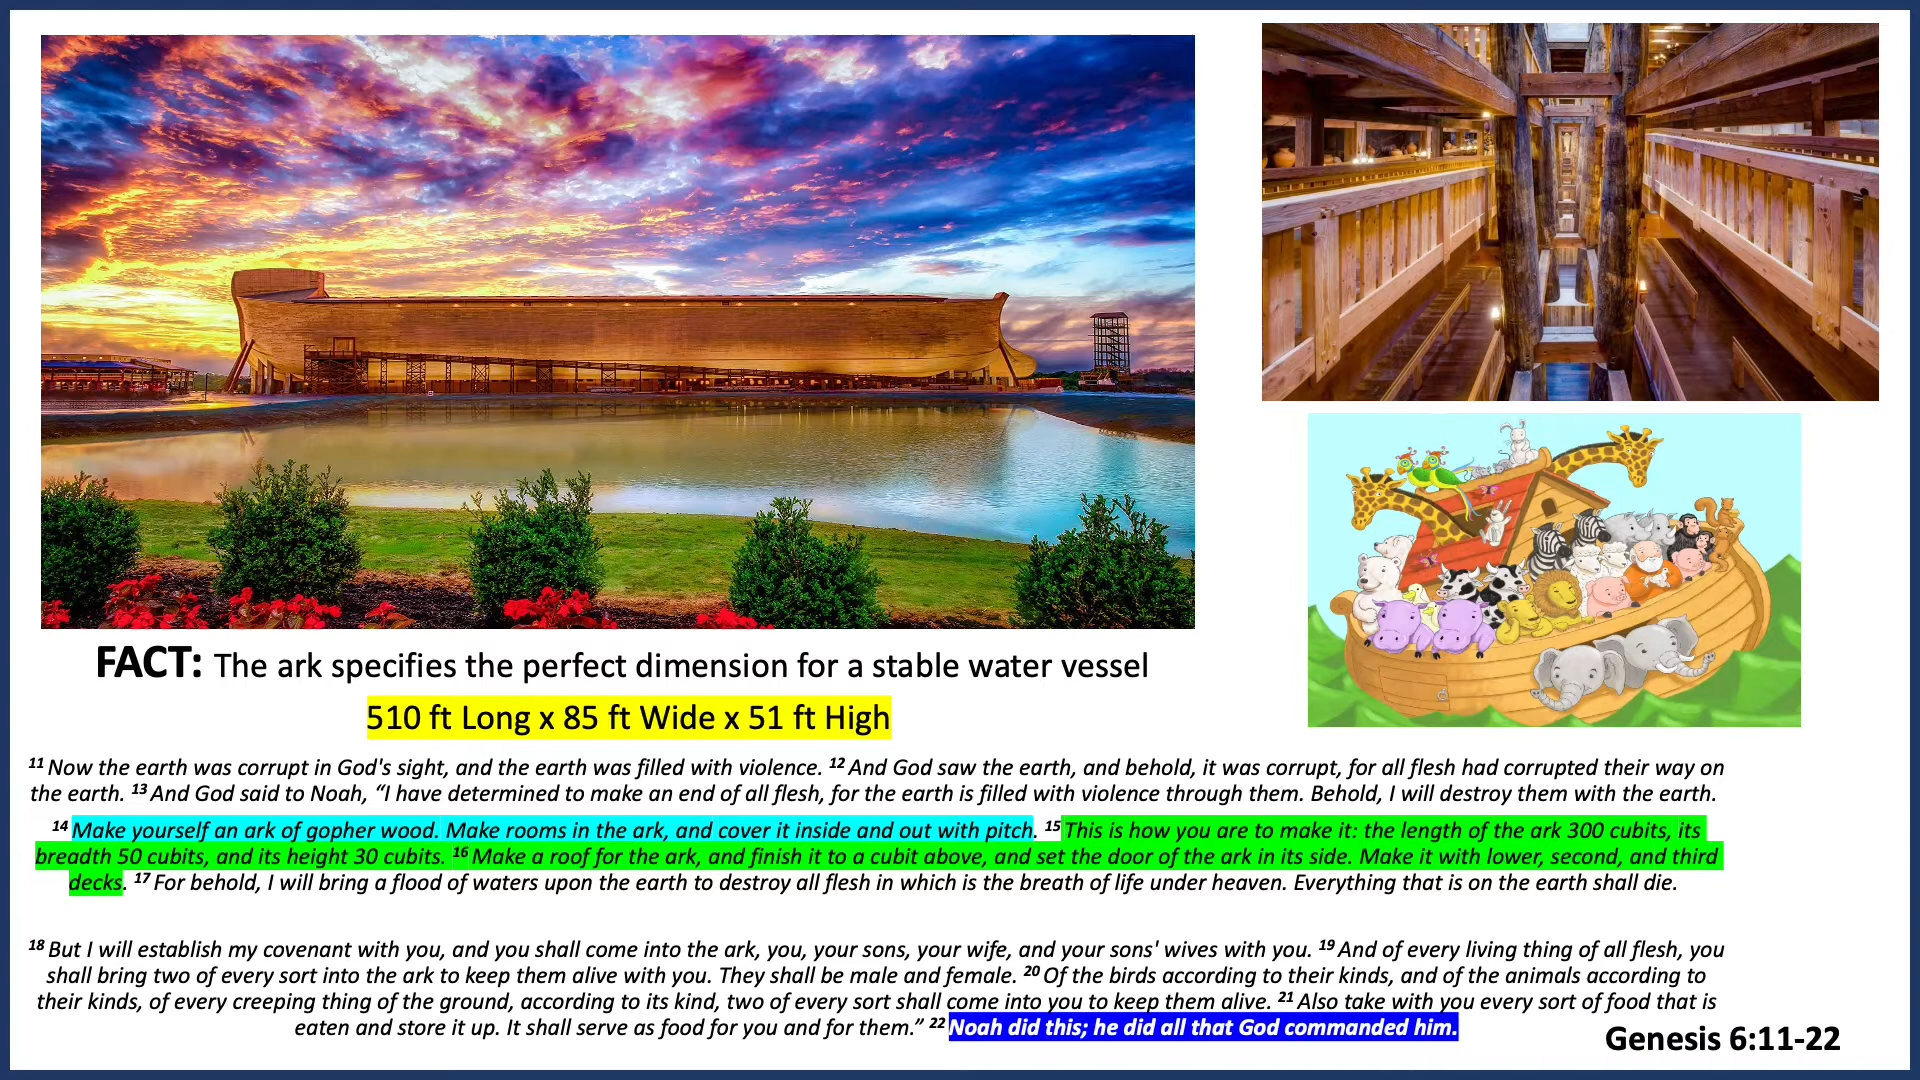 FACT: The ark specifies the perfect dimension for a stable water vessel
510 ft Long x 85 ft Wide x 51 ft High
11 Now the earth was corrupt in God's sight, and the earth was filled with violence. 12 And God saw the earth, and behold, it was corrupt, for all flesh had corrupted their way on
the earth. 13 And God said to Noah, “I have determined to make an end of all flesh, for the earth is filled with violence through them. Behold, I will destroy them with the earth.
14 Make yourself an ark of gopher wood. Make rooms in the ark, and cover it inside and out with pitch. 15 This is how you are to make it: the length of the ark 300 cubits, its
breadth 50 cubits, and its height 30 cubits. 16 Make a roof for the ark, and finish it to a cubit above, and set the door of the ark in its side. Make it with lower, second, and third
decks. 17 For behold, I will bring a flood of waters upon the earth to destroy all flesh in which is the breath of life under heaven. Everything that is on the earth shall die.
18 But I will establish my covenant with you, and you shall come into the ark, you, your sons, your wife, and your sons' wives with you. 19 And of every living thing of all flesh, you
shall bring two of every sort into the ark to keep them alive with you. They shall be male and female. 20 Of the birds according to their kinds, and of the animals according to
their kinds, of every creeping thing of the ground, according to its kind, two of every sort shall come into you to keep them alive. 21 Also take with you every sort of food that is
eaten and store it up. It shall serve as food for you and for them.” 22 Noah did this; he did all that God commanded him.
Genesis 6:11-22